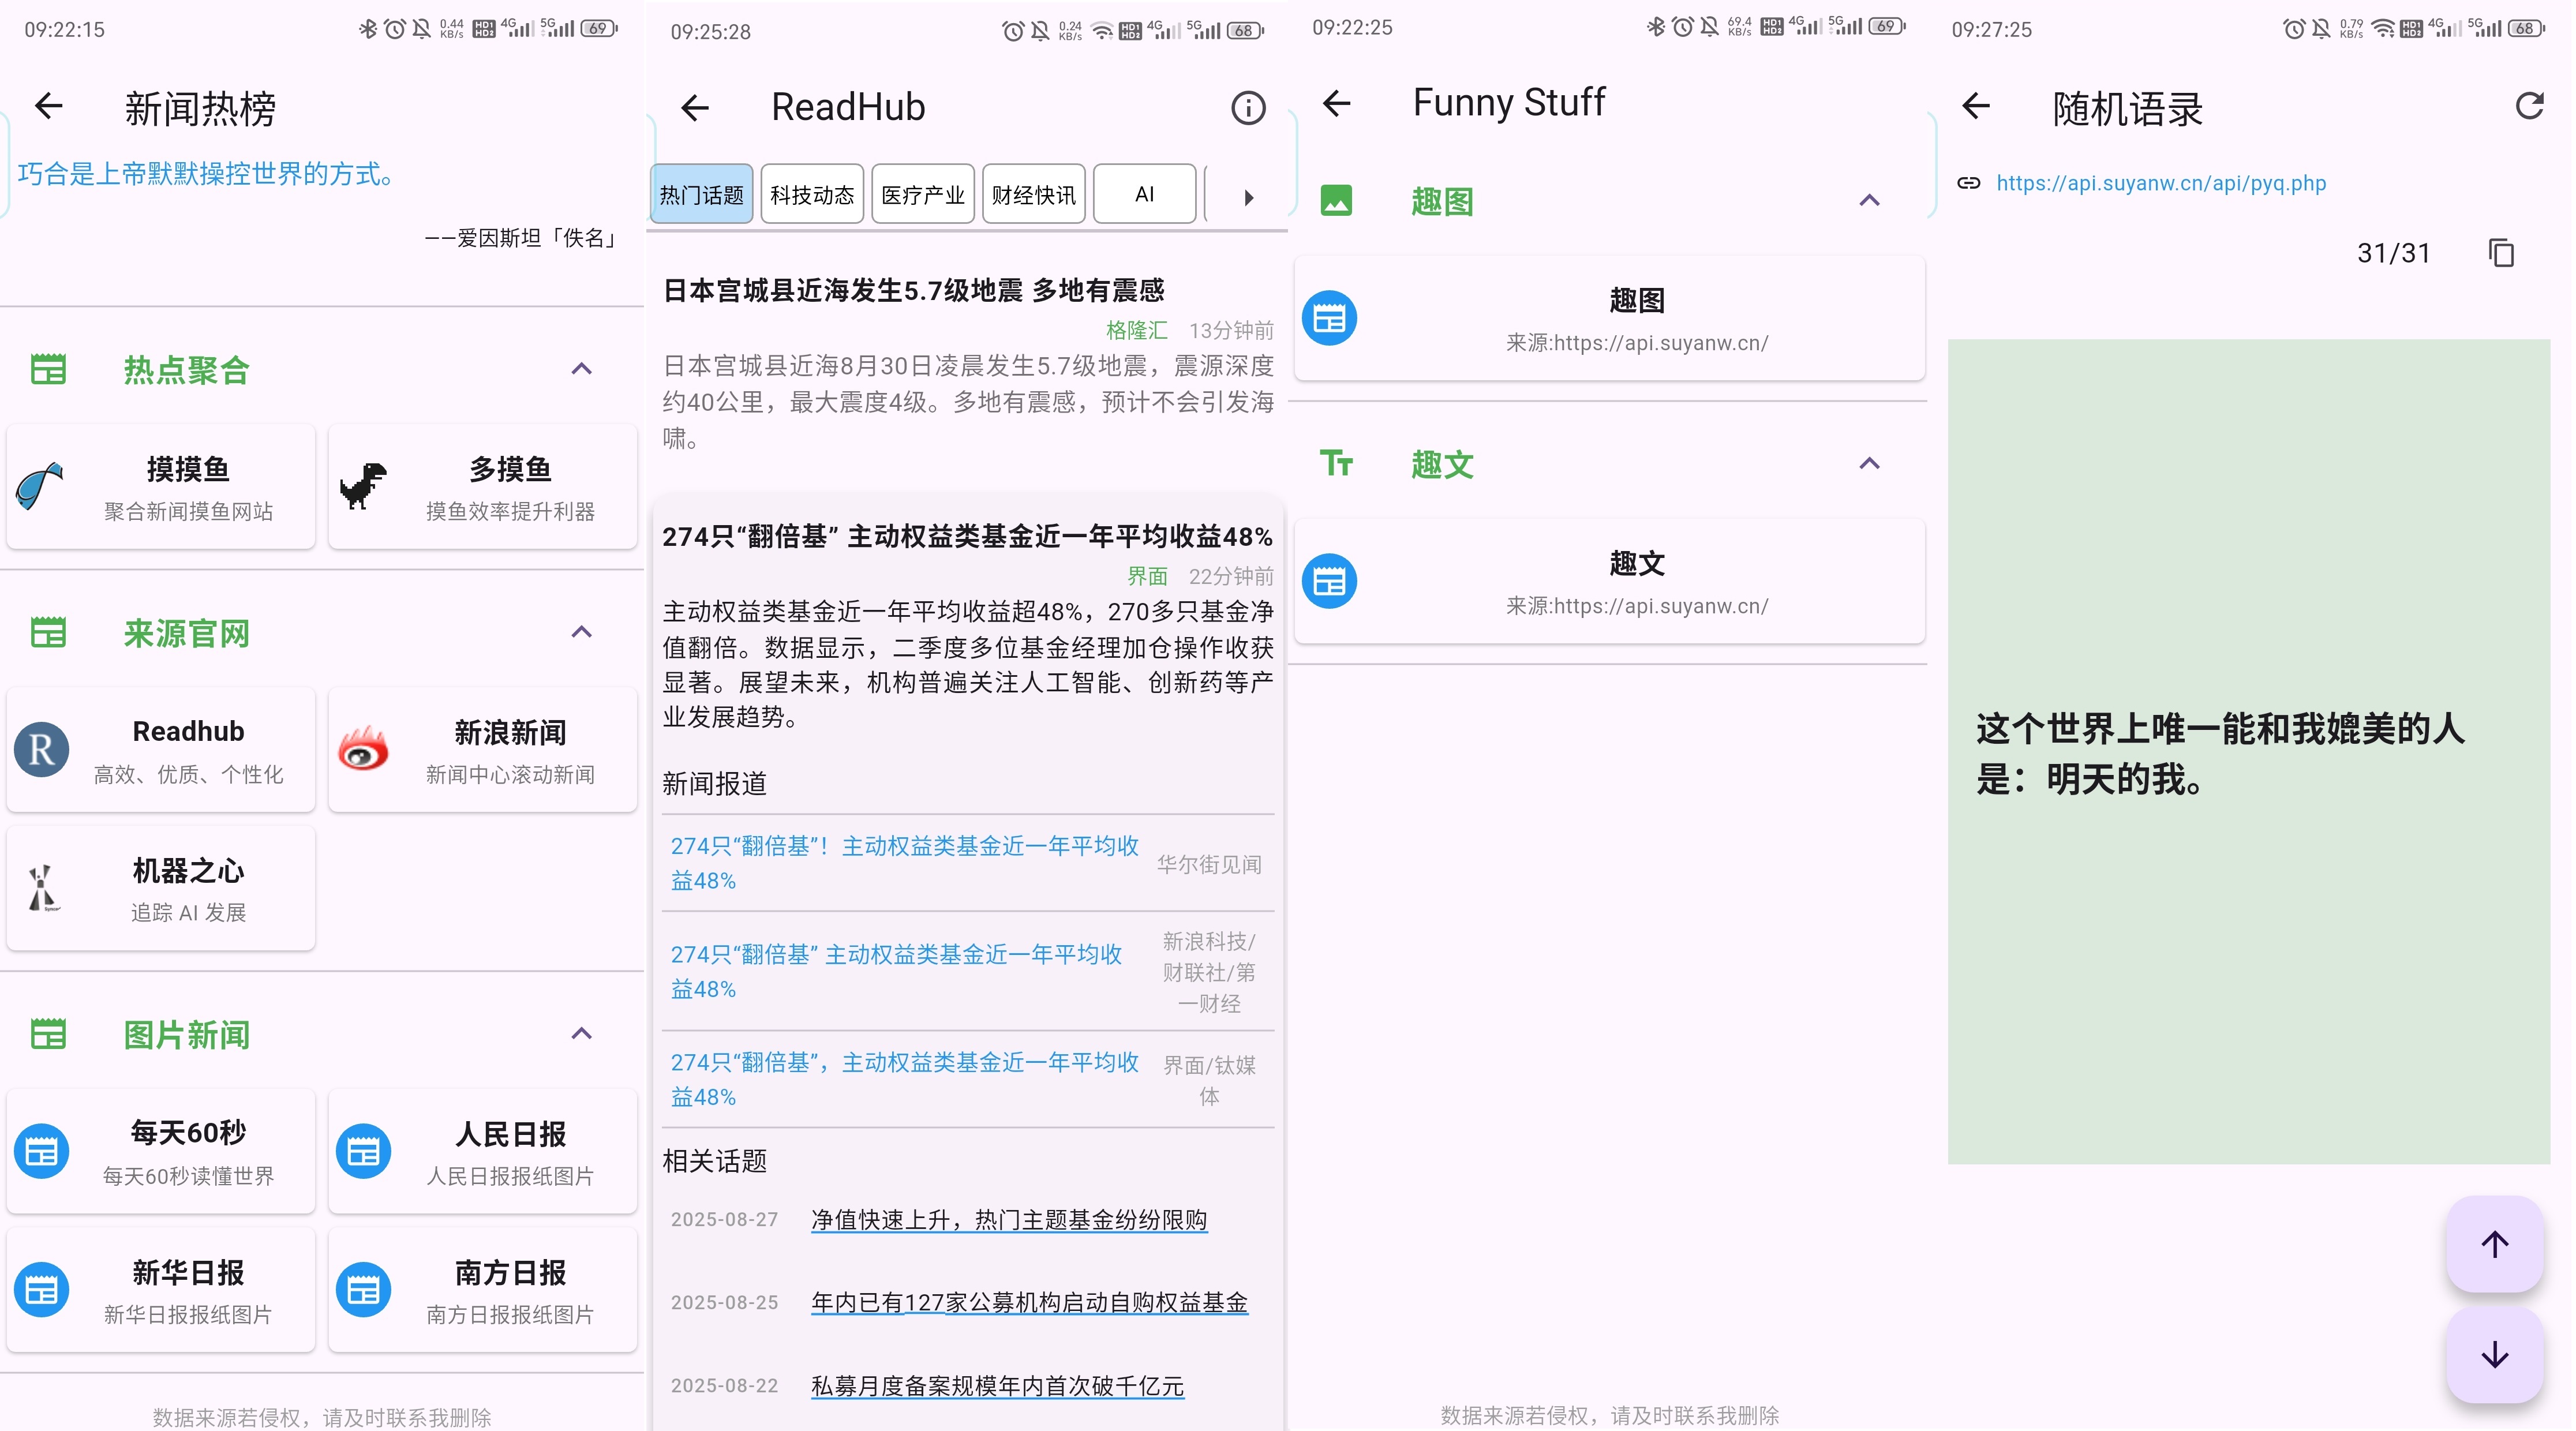 09:22:15
0.44
KB/s
HD1
HD2
4G
5G
69
新闻热榜
巧合是上帝默默操控世界的方式。
——爱因斯坦「佚名」
热点聚合
摸摸鱼
聚合新闻摸鱼网站
多摸鱼
摸鱼效率提升利器
来源官网
Readhub
高效、优质、个性化
新浪新闻
新闻中心滚动新闻
机器之心
追踪 AI 发展
图片新闻
每天60秒
每天60秒读懂世界
人民日报
人民日报报纸图片
新华日报
新华日报报纸图片
南方日报
南方日报报纸图片
数据来源若侵权，请及时联系我删除
09:25:28
0.24
KB/s
HD1
HD2
4G
5G
68
ReadHub
热门话题
科技动态
医疗产业
财经快讯
AI
日本宫城县近海发生5.7级地震 多地有震感
格隆汇 13分钟前
日本宫城县近海8月30日凌晨发生5.7级地震，震源深度
约40公里，最大震度4级。多地有震感，预计不会引发海
啸。
274只“翻倍基” 主动权益类基金近一年平均收益48%
界面 22分钟前
主动权益类基金近一年平均收益超48%，270多只基金净
值翻倍。数据显示，二季度多位基金经理加仓操作收获
显著。展望未来，机构普遍关注人工智能、创新药等产
业发展趋势。
新闻报道
274只“翻倍基”！主动权益类基金近一年平均收
益48%
华尔街见闻
274只“翻倍基” 主动权益类基金近一年平均收
益48%
新浪科技/
财联社/第
一财经
274只“翻倍基”，主动权益类基金近一年平均收
益48%
界面/钛媒
体
相关话题
2025-08-27 净值快速上升，热门主题基金纷纷限购
2025-08-25 年内已有127家公募机构启动自购权益基金
2025-08-22 私募月度备案规模年内首次破千亿元
09:22:25
69.4
KB/s
HD1
HD2
4G
5G
69
Funny Stuff
趣图
趣图
来源:https://api.suyanw.cn/
趣文
趣文
来源:https://api.suyanw.cn/
数据来源若侵权，请及时联系我删除
09:27:25
0.79
KB/s
HD1
HD2
4G
5G
68
随机语录
https://api.suyanw.cn/api/pyq.php
31/31
这个世界上唯一能和我媲美的人
是：明天的我。